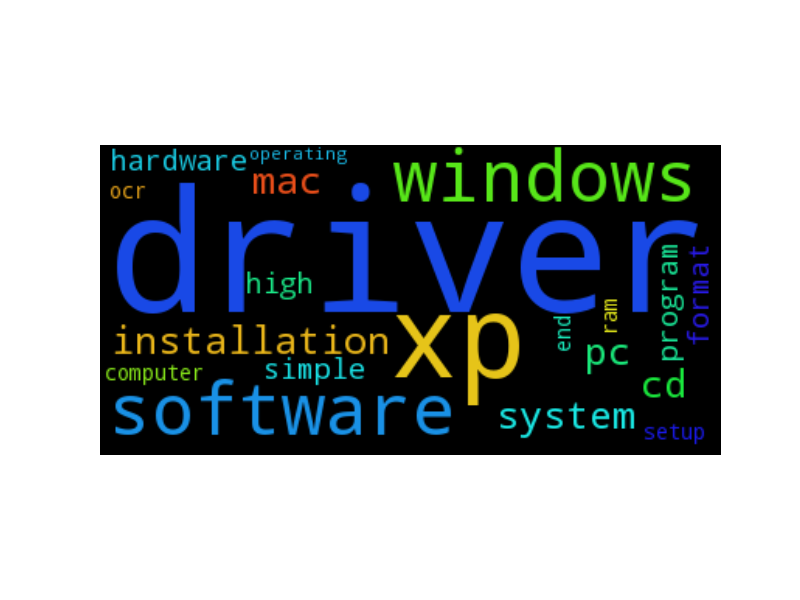 hardware operating
ocr mac windows
driver
high
installation xp end ram pc program format
computer simple cd
software system setup